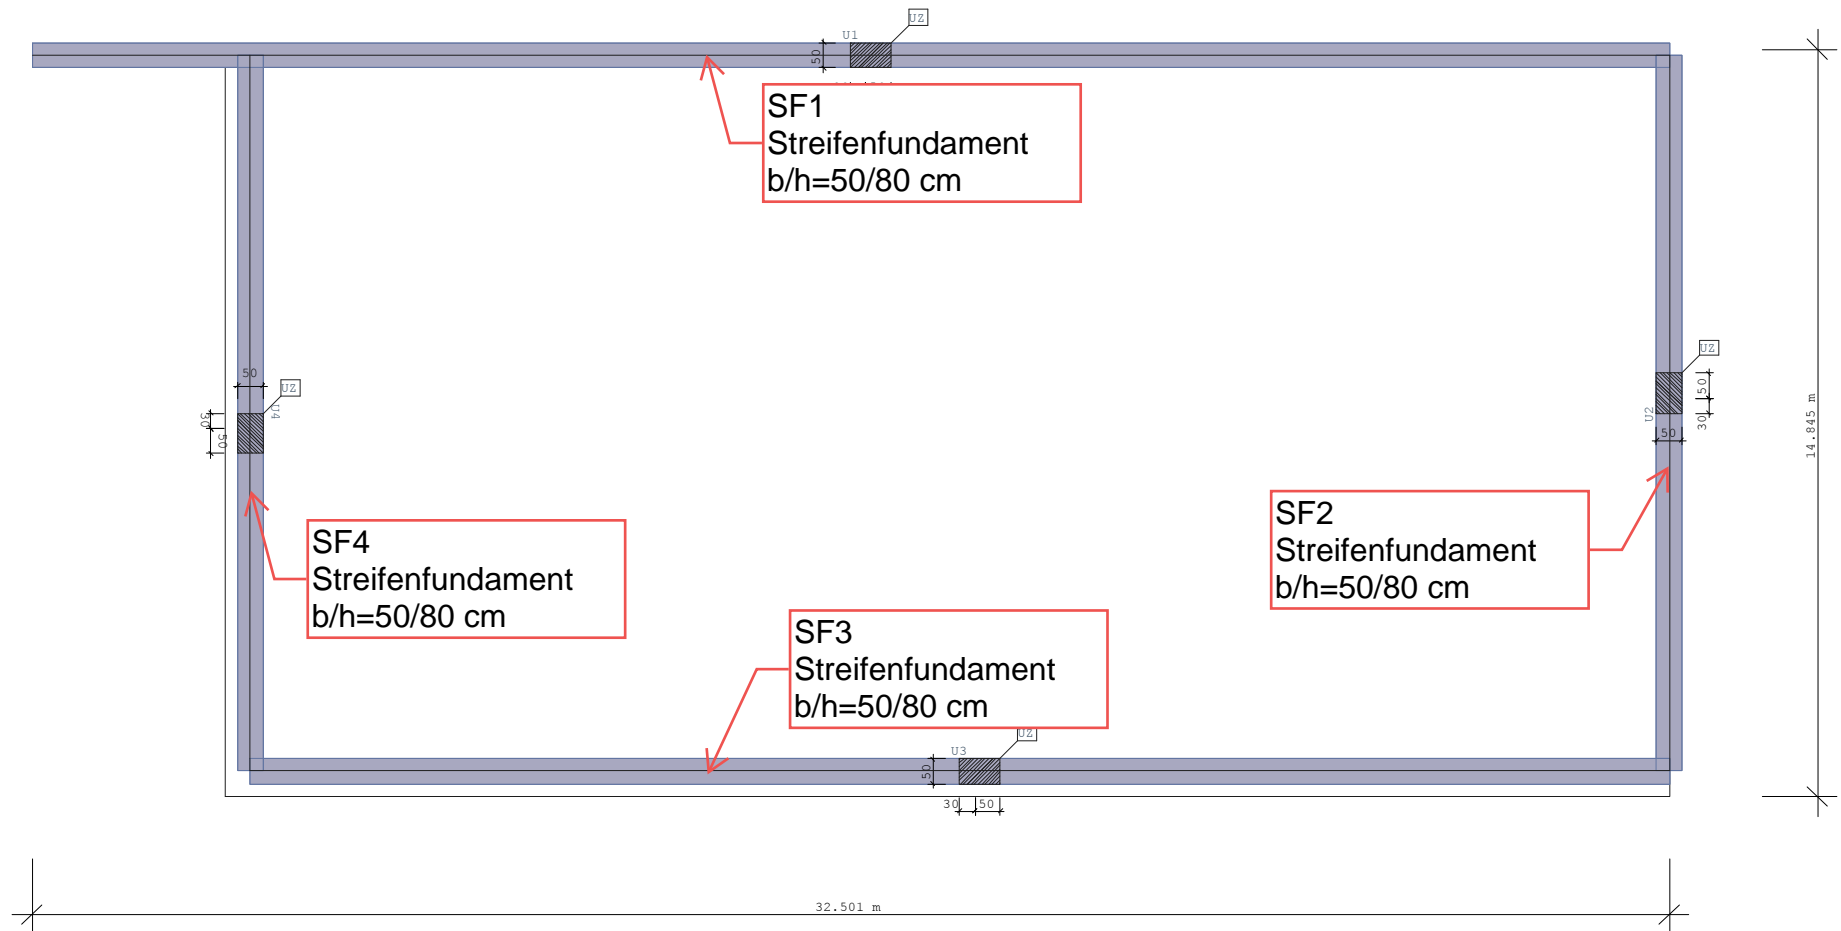 UZ
U1
50
SF1
Streifenfundament
b/h=50/80 cm
UZ
50
30
U2
50
14.845 m
50
UZ
U4
30
50
SF2
Streifenfundament
b/h=50/80 cm
SF4
Streifenfundament
b/h=50/80 cm
SF3
Streifenfundament
b/h=50/80 cm
UZ
U3
50
30 50
32.501 m